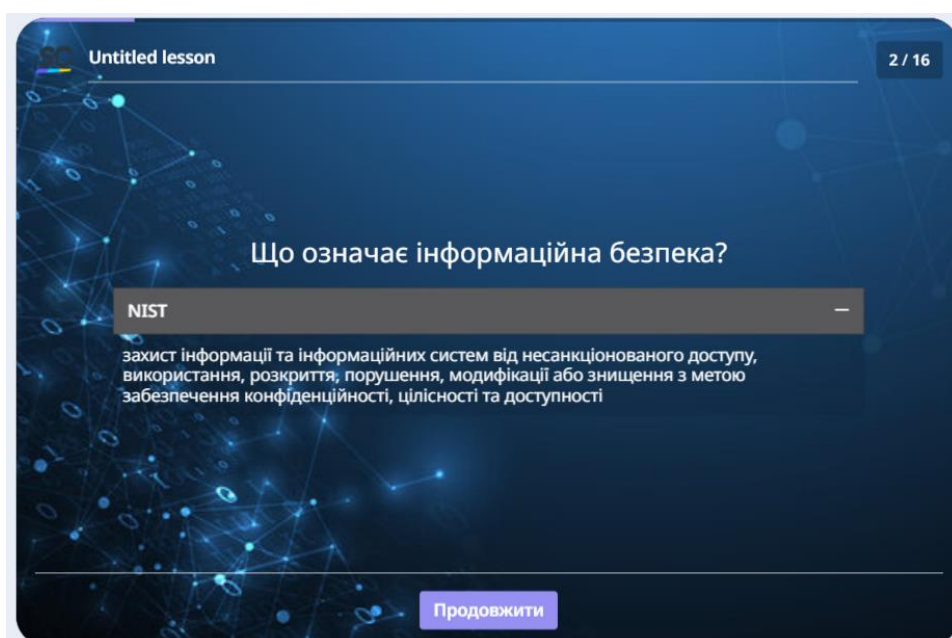 SC
Untitled lesson
2 / 16
Що означає інформаційна безпека?
NIST
захист інформації та інформаційних систем від несанкціонованого доступу,
використання, розкриття, порушення, модифікації або знищення з метою
забезпечення конфіденційності, цілісності та доступності
Продовжити